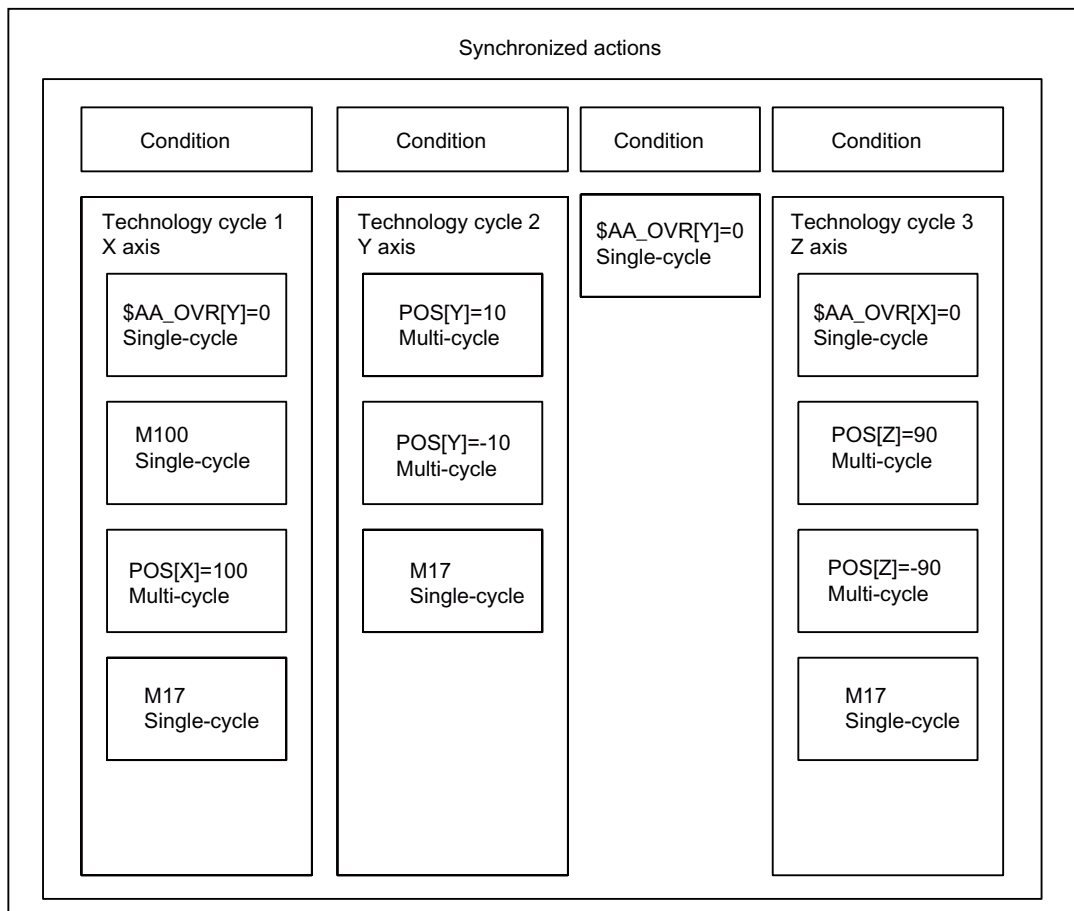 Synchronized actions
Condition
Condition
Condition
Condition
Technology cycle 1
X axis
$AA_OVR[Y]=0
Single-cycle
M100
Single-cycle
POS[X]=100
Multi-cycle
M17
Single-cycle
Technology cycle 2
Y axis
POS[Y]=10
Multi-cycle
POS[Y]=-10
Multi-cycle
M17
Single-cycle
$AA_OVR[Y]=0
Single-cycle
Technology cycle 3
Z axis
$AA_OVR[X]=0
Single-cycle
POS[Z]=90
Multi-cycle
POS[Z]=-90
Multi-cycle
M17
Single-cycle